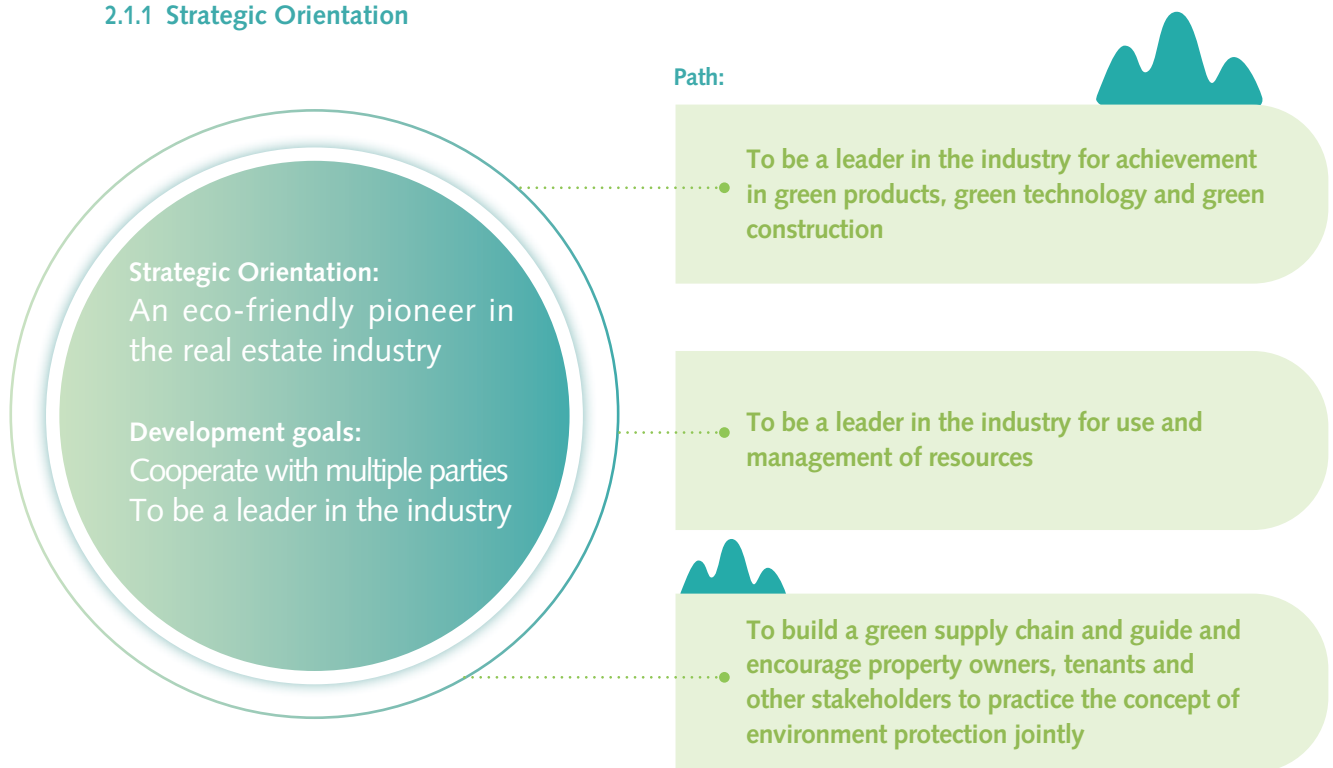 2.1.1 Strategic Orientation
Strategic Orientation:
An eco-friendly pioneer in
the real estate industry
Development goals:
Cooperate with multiple parties
To be a leader in the industry
Path:
To be a leader in the industry for achievement
in green products, green technology and green
construction
To be a leader in the industry for use and
management of resources
To build a green supply chain and guide and
encourage property owners, tenants and
other stakeholders to practice the concept of
environment protection jointly